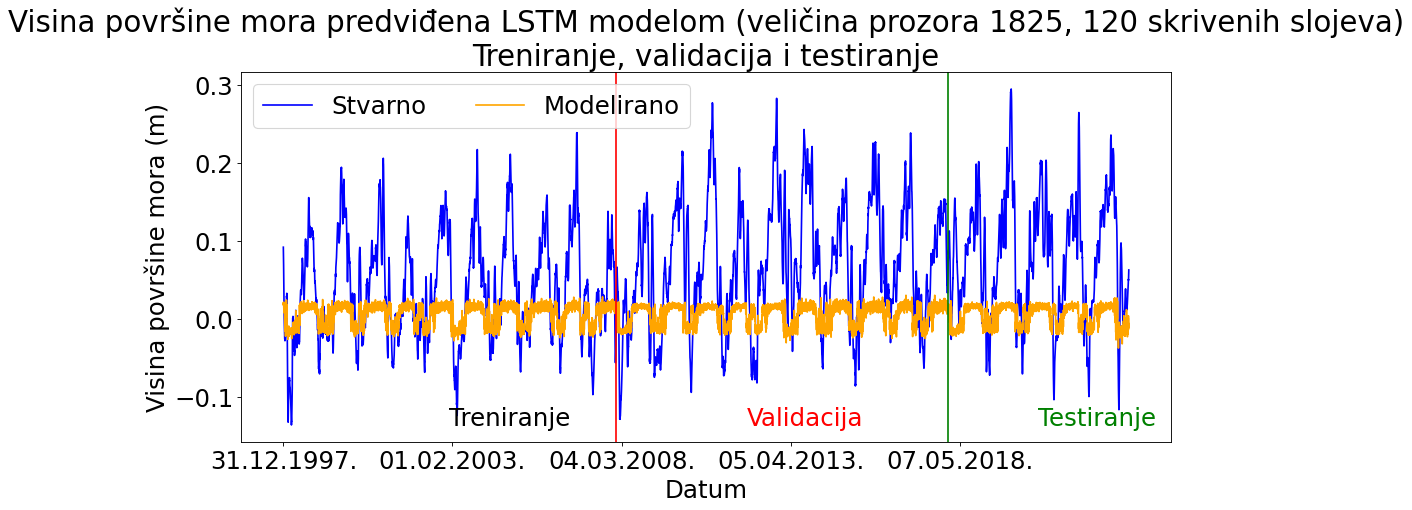 Visina površine mora predviđena LSTM modelom (veličina prozora 1825, 120 skrivenih slojeva)
Treniranje, validacija i testiranje
Stvarno Modelirano
Visina površine mora (m)
0.3
0.2
0.1
0.0
−0.1
Treniranje Validacija Testiranje
31.12.1997. 01.02.2003. 04.03.2008. 05.04.2013. 07.05.2018.
Datum